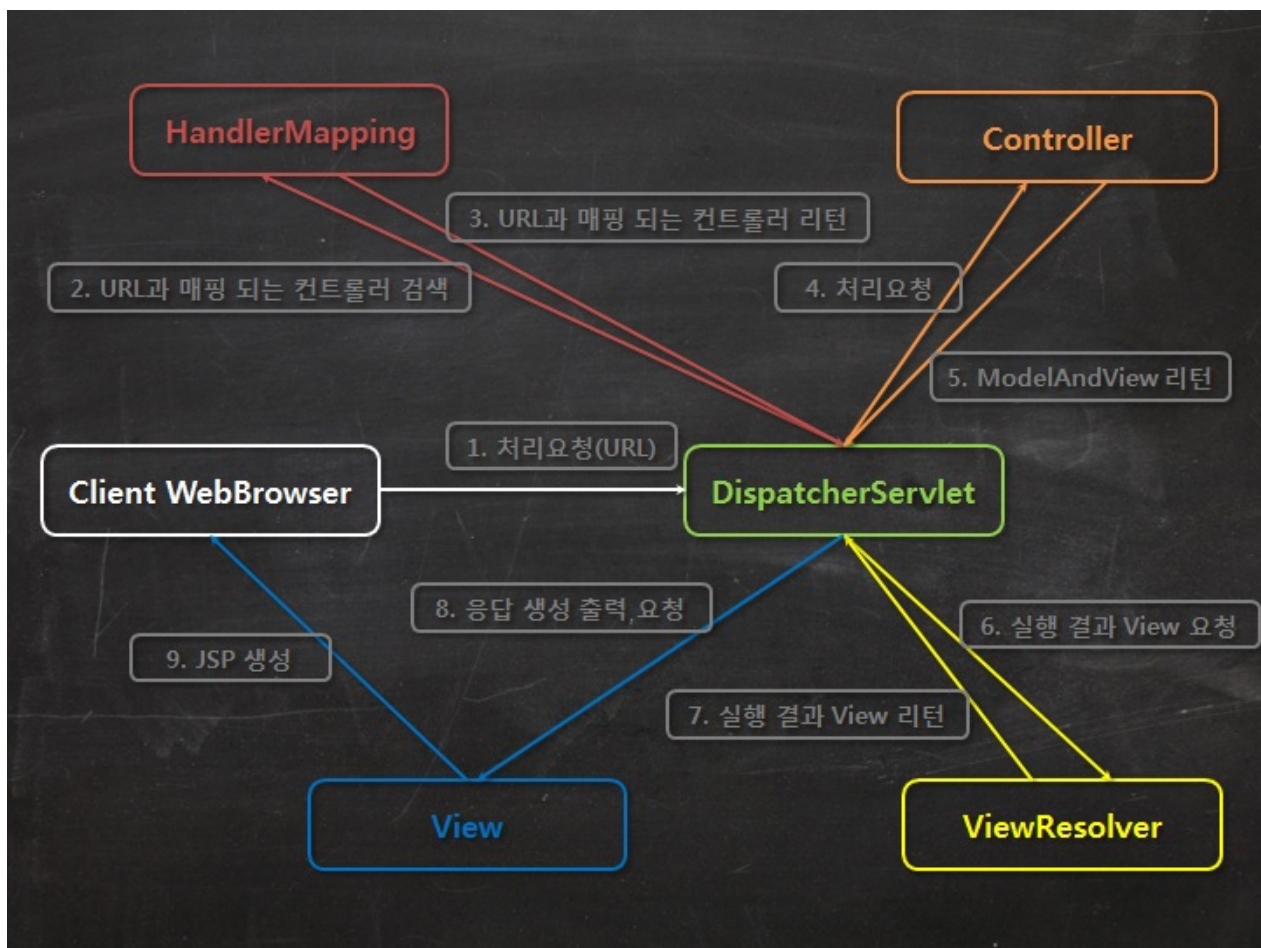 HandlerMapping
Controller
3. URL과 매핑 되는 컨트롤러 리턴
2. URL과 매핑 되는 컨트롤러 검색
4. 처리요청
5. ModelAndView 리턴
1. 처리요청(URL)
Client WebBrowser
DispatcherServlet
8. 응답 생성 출력,요청
6. 실행 결과 View 요청
9. JSP 생성
7. 실행 결과 View 리턴
View
ViewResolver